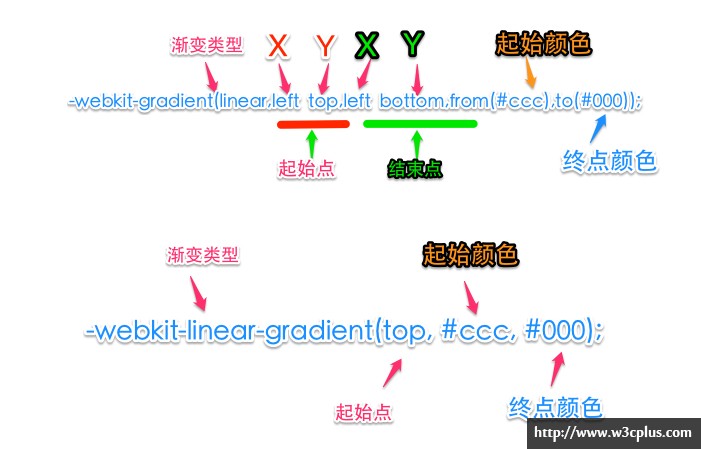 渐变类型 X Y X Y 起始颜色
-webkit-gradient(linear,left top,left bottom,from(#ccc),to(#000));
起始点 结束点 终点颜色
渐变类型 起始颜色
-webkit-linear-gradient(top, #ccc, #000);
起始点 终点颜色
http://www.w3cplus.com